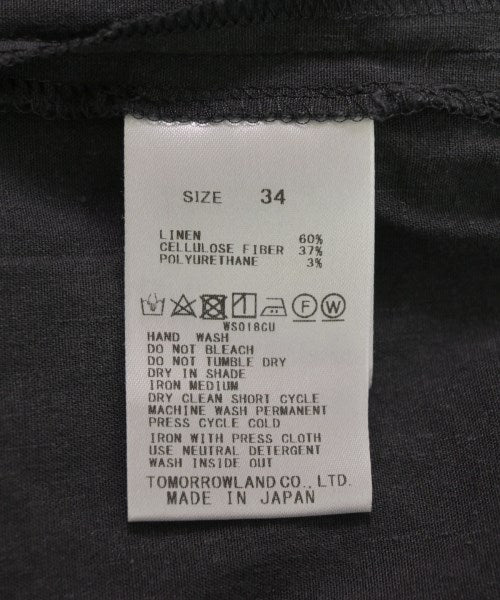 SIZE 34
LINEN 60%
CELLULOSE FIBER 37%
POLYURETHANE 3%
F W
WS018CU
HAND WASH
DO NOT BLEACH
DO NOT TUMBLE DRY
DRY IN SHADE
IRON MEDIUM
DRY CLEAN SHORT CYCLE
MACHINE WASH PERMANENT
PRESS CYCLE COLD
IRON WITH PRESS CLOTH
USE NEUTRAL DETERGENT
WASH INSIDE OUT
TOMORROWLAND CO., LTD.
MADE IN JAPAN